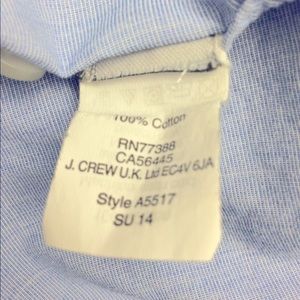 100% Cotton
RN77388
CA56445
J. CREW U.K. Ltd EC4V 6JA
Style A5517
SU 14